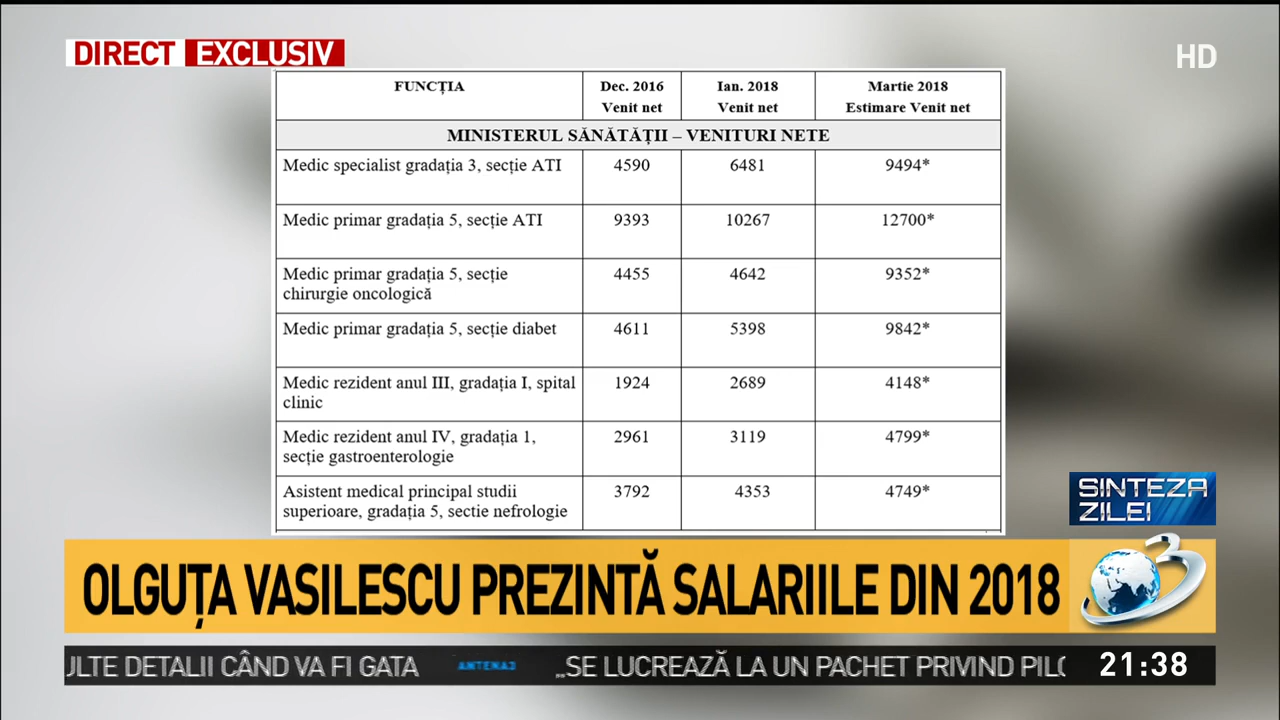 DIRECT EXCLUSIV
HD
FUNCȚIA Dec. 2016 Ian. 2018 Martie 2018
Venit net Venit net Estimare Venit net
MINISTERUL SĂNĂTĂȚII – VENITURI NETE
Medic specialist gradația 3, secție ATI 4590 6481 9494*
Medic primar gradația 5, secție ATI 9393 10267 12700*
Medic primar gradația 5, secție 4455 4642 9352*
chirurgie oncologică
Medic primar gradația 5, secție diabet 4611 5398 9842*
Medic rezident anul III, gradația I, spital 1924 2689 4148*
clinic
Medic rezident anul IV, gradația 1, 2961 3119 4799*
secție gastroenterologie
Asistent medical principal studii 3792 4353 4749*
superioare, gradația 5, sectie nefrologie
SINTEZA
ZILEI
OLGUȚA VASILESCU PREZINTĂ SALARIILE DIN 2018
3
ULTE DETALII CÂND VA FI GATA ANTENA3 „SE LUCREAZĂ LA UN PACHET PRIVIND PILO 21:38